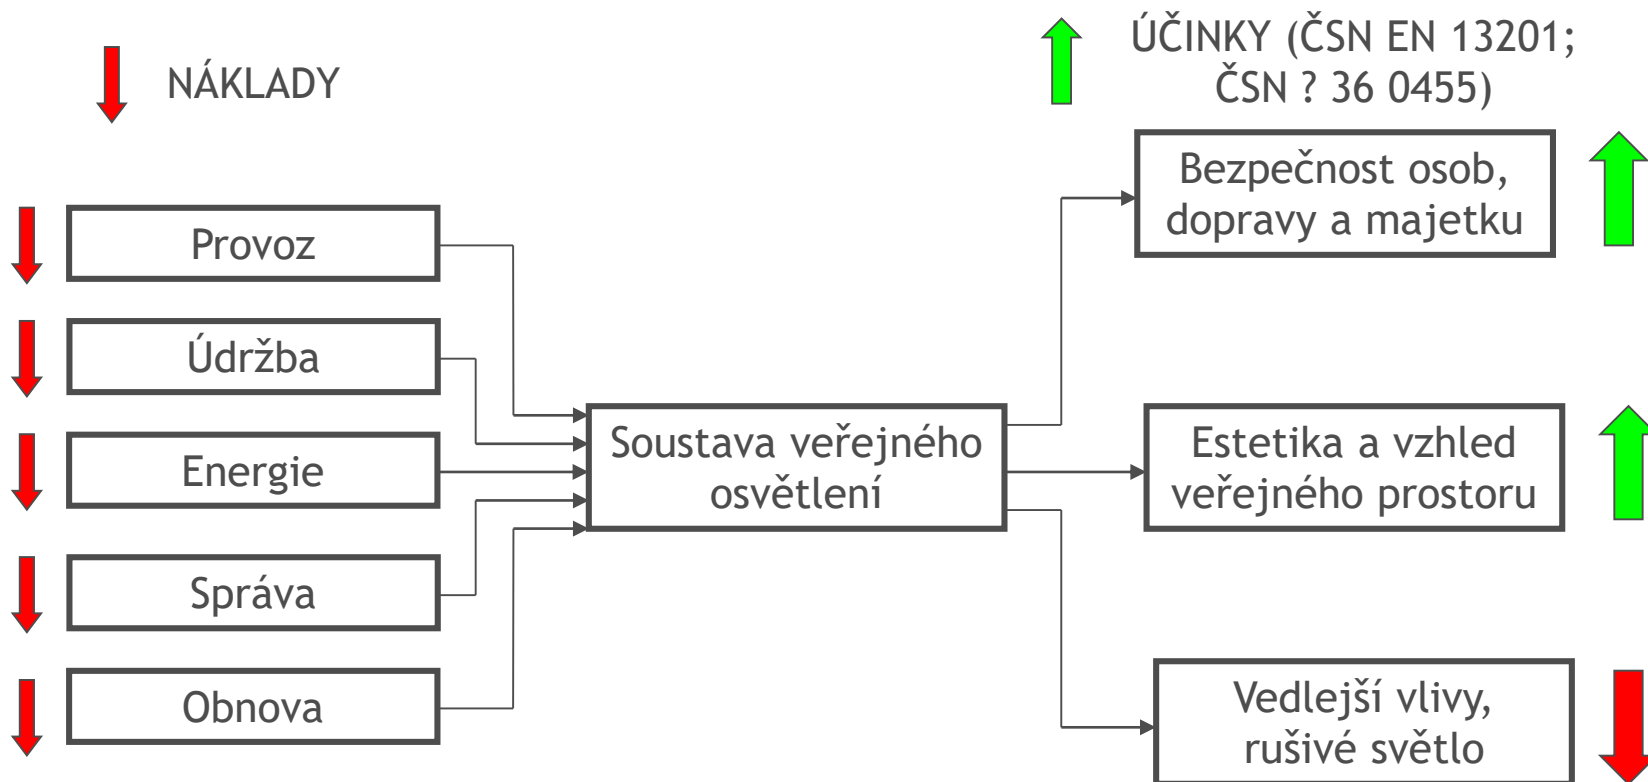 NÁKLADY
ÚČINKY (ČSN EN 13201;
ČSN ? 36 0455)
Provoz
Údržba
Energie
Správa
Obnova
Soustava veřejného
osvětlení
Bezpečnost osob,
dopravy a majetku
Estetika a vzhled
veřejného prostoru
Vedlejší vlivy,
rušivé světlo